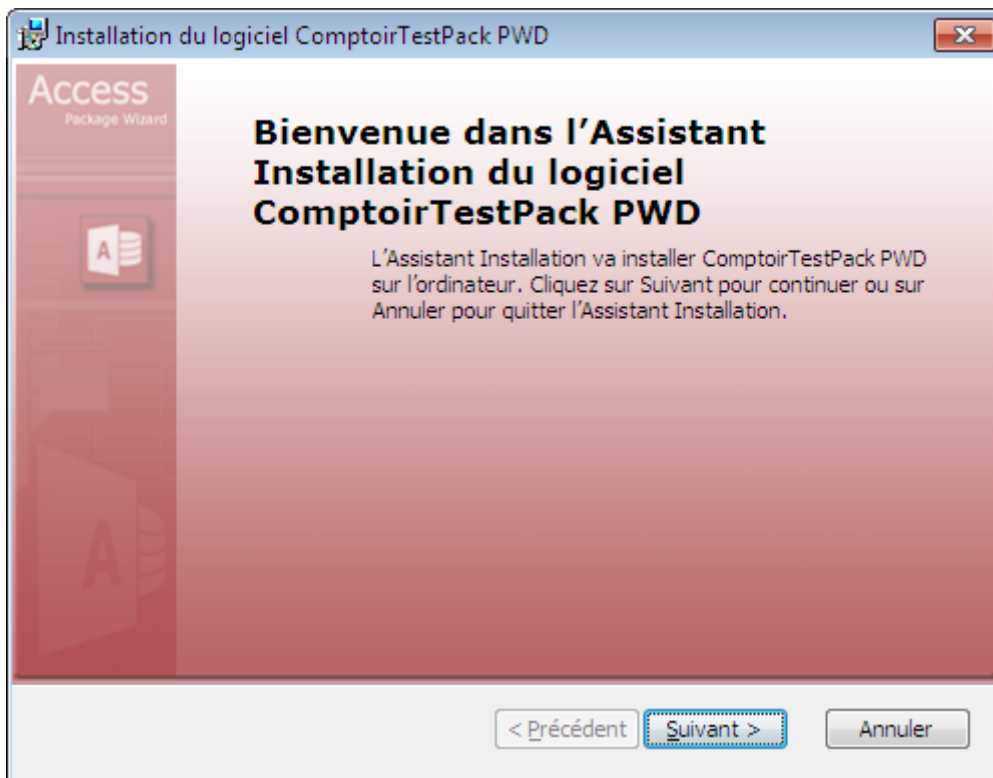 Installation du logiciel ComptoirTestPack PWD
Access
Package Wizard
Bienvenue dans l’Assistant
Installation du logiciel
ComptoirTestPack PWD
L’Assistant Installation va installer ComptoirTestPack PWD
sur l’ordinateur. Cliquez sur Suivant pour continuer ou sur
Annuler pour quitter l’Assistant Installation.
A
A
< Précédent
Suivant >
Annuler